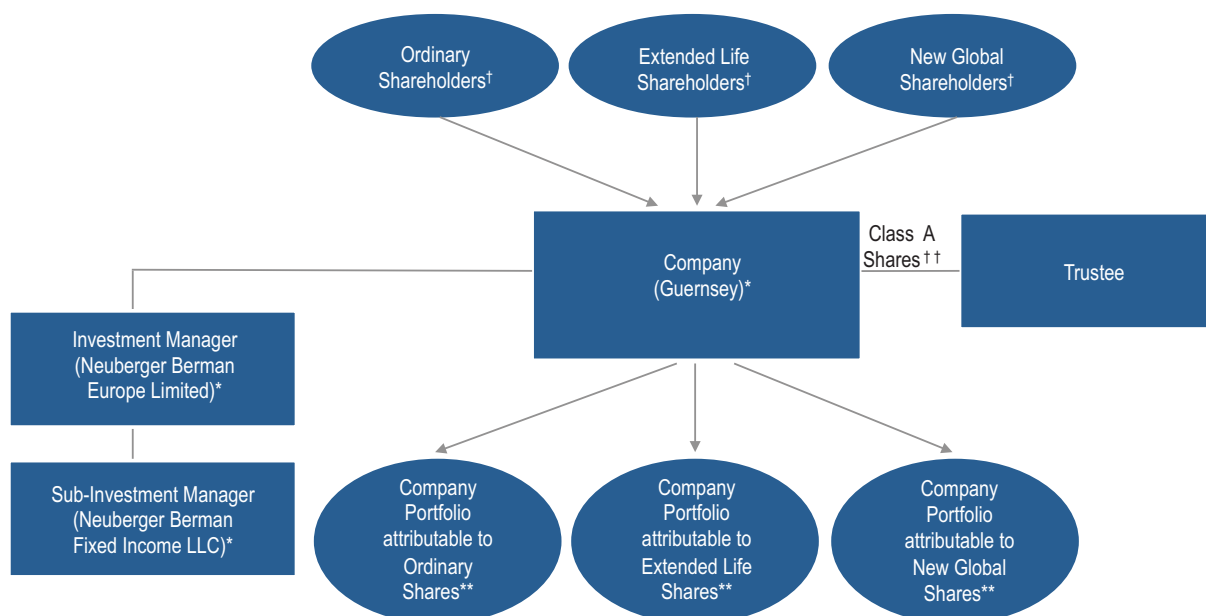 Ordinary
Shareholders†
Extended Life
Shareholders†
New Global
Shareholders†
Company
(Guernsey)*
Class A
Shares††
Trustee
Investment Manager
(Neuberger Berman
Europe Limited)*
Sub-Investment Manager
(Neuberger Berman
Fixed Income LLC)*
Company
Portfolio
attributable to
Ordinary
Shares**
Company
Portfolio
attributable to
Extended Life
Shares**
Company
Portfolio
attributable to
New Global
Shares**